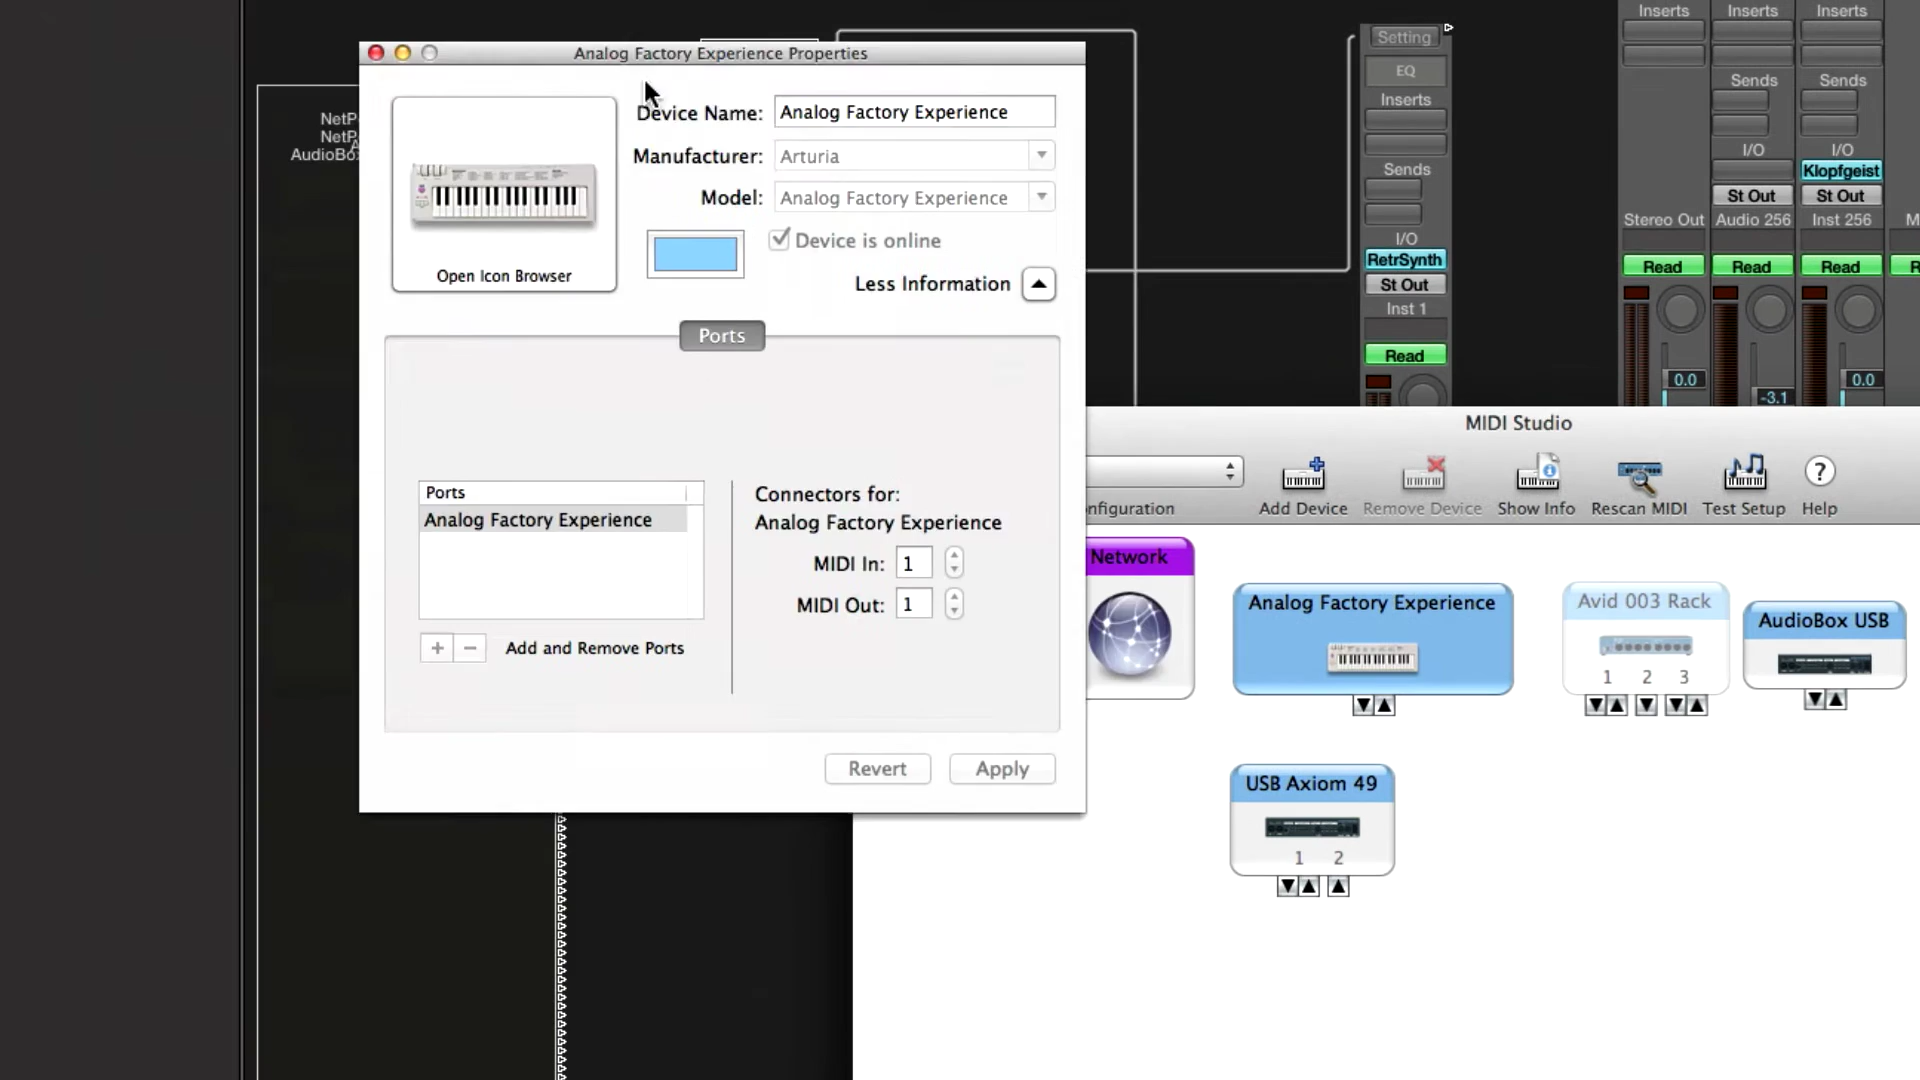 Analog Factory Experience Properties
Device Name: Analog Factory Experience
Manufacturer: Arturia
Model: Analog Factory Experience
Device is online
Open Icon Browser
Less Information
Ports
Ports
Analog Factory Experience
Add and Remove Ports
Connectors for:
Analog Factory Experience
MIDI In: 1
MIDI Out: 1
Revert
Apply
NetP
NetP
AudioBo
Setting
EQ
Inserts
Sends
I/O
RetrSynth
St Out
Inst 1
Read
Inserts
Stereo Out
Read
0.0
Inserts
Sends
I/O
St Out
Audio 256
Read
-3.1
Inserts
Sends
I/O
Klopfgeist
St Out
Inst 256
Read
0.0
MIDI Studio
nfiguration
Add Device
Remove Device
Show Info
Rescan MIDI
Test Setup
? Help
Network
Analog Factory Experience
Avid 003 Rack
1 2 3
AudioBox USB
USB Axiom 49
1 2